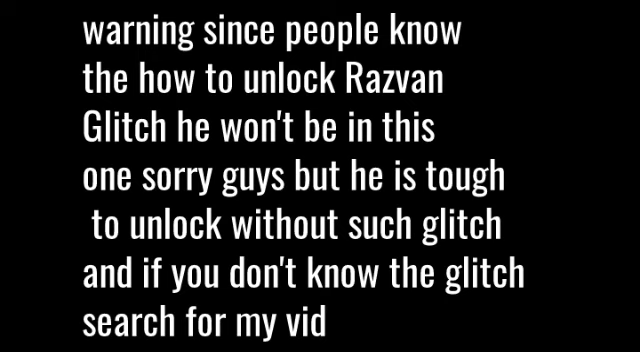 warning since people know
the how to unlock Razvan
Glitch he won't be in this
one sorry guys but he is tough
to unlock without such glitch
and if you don't know the glitch
search for my vid